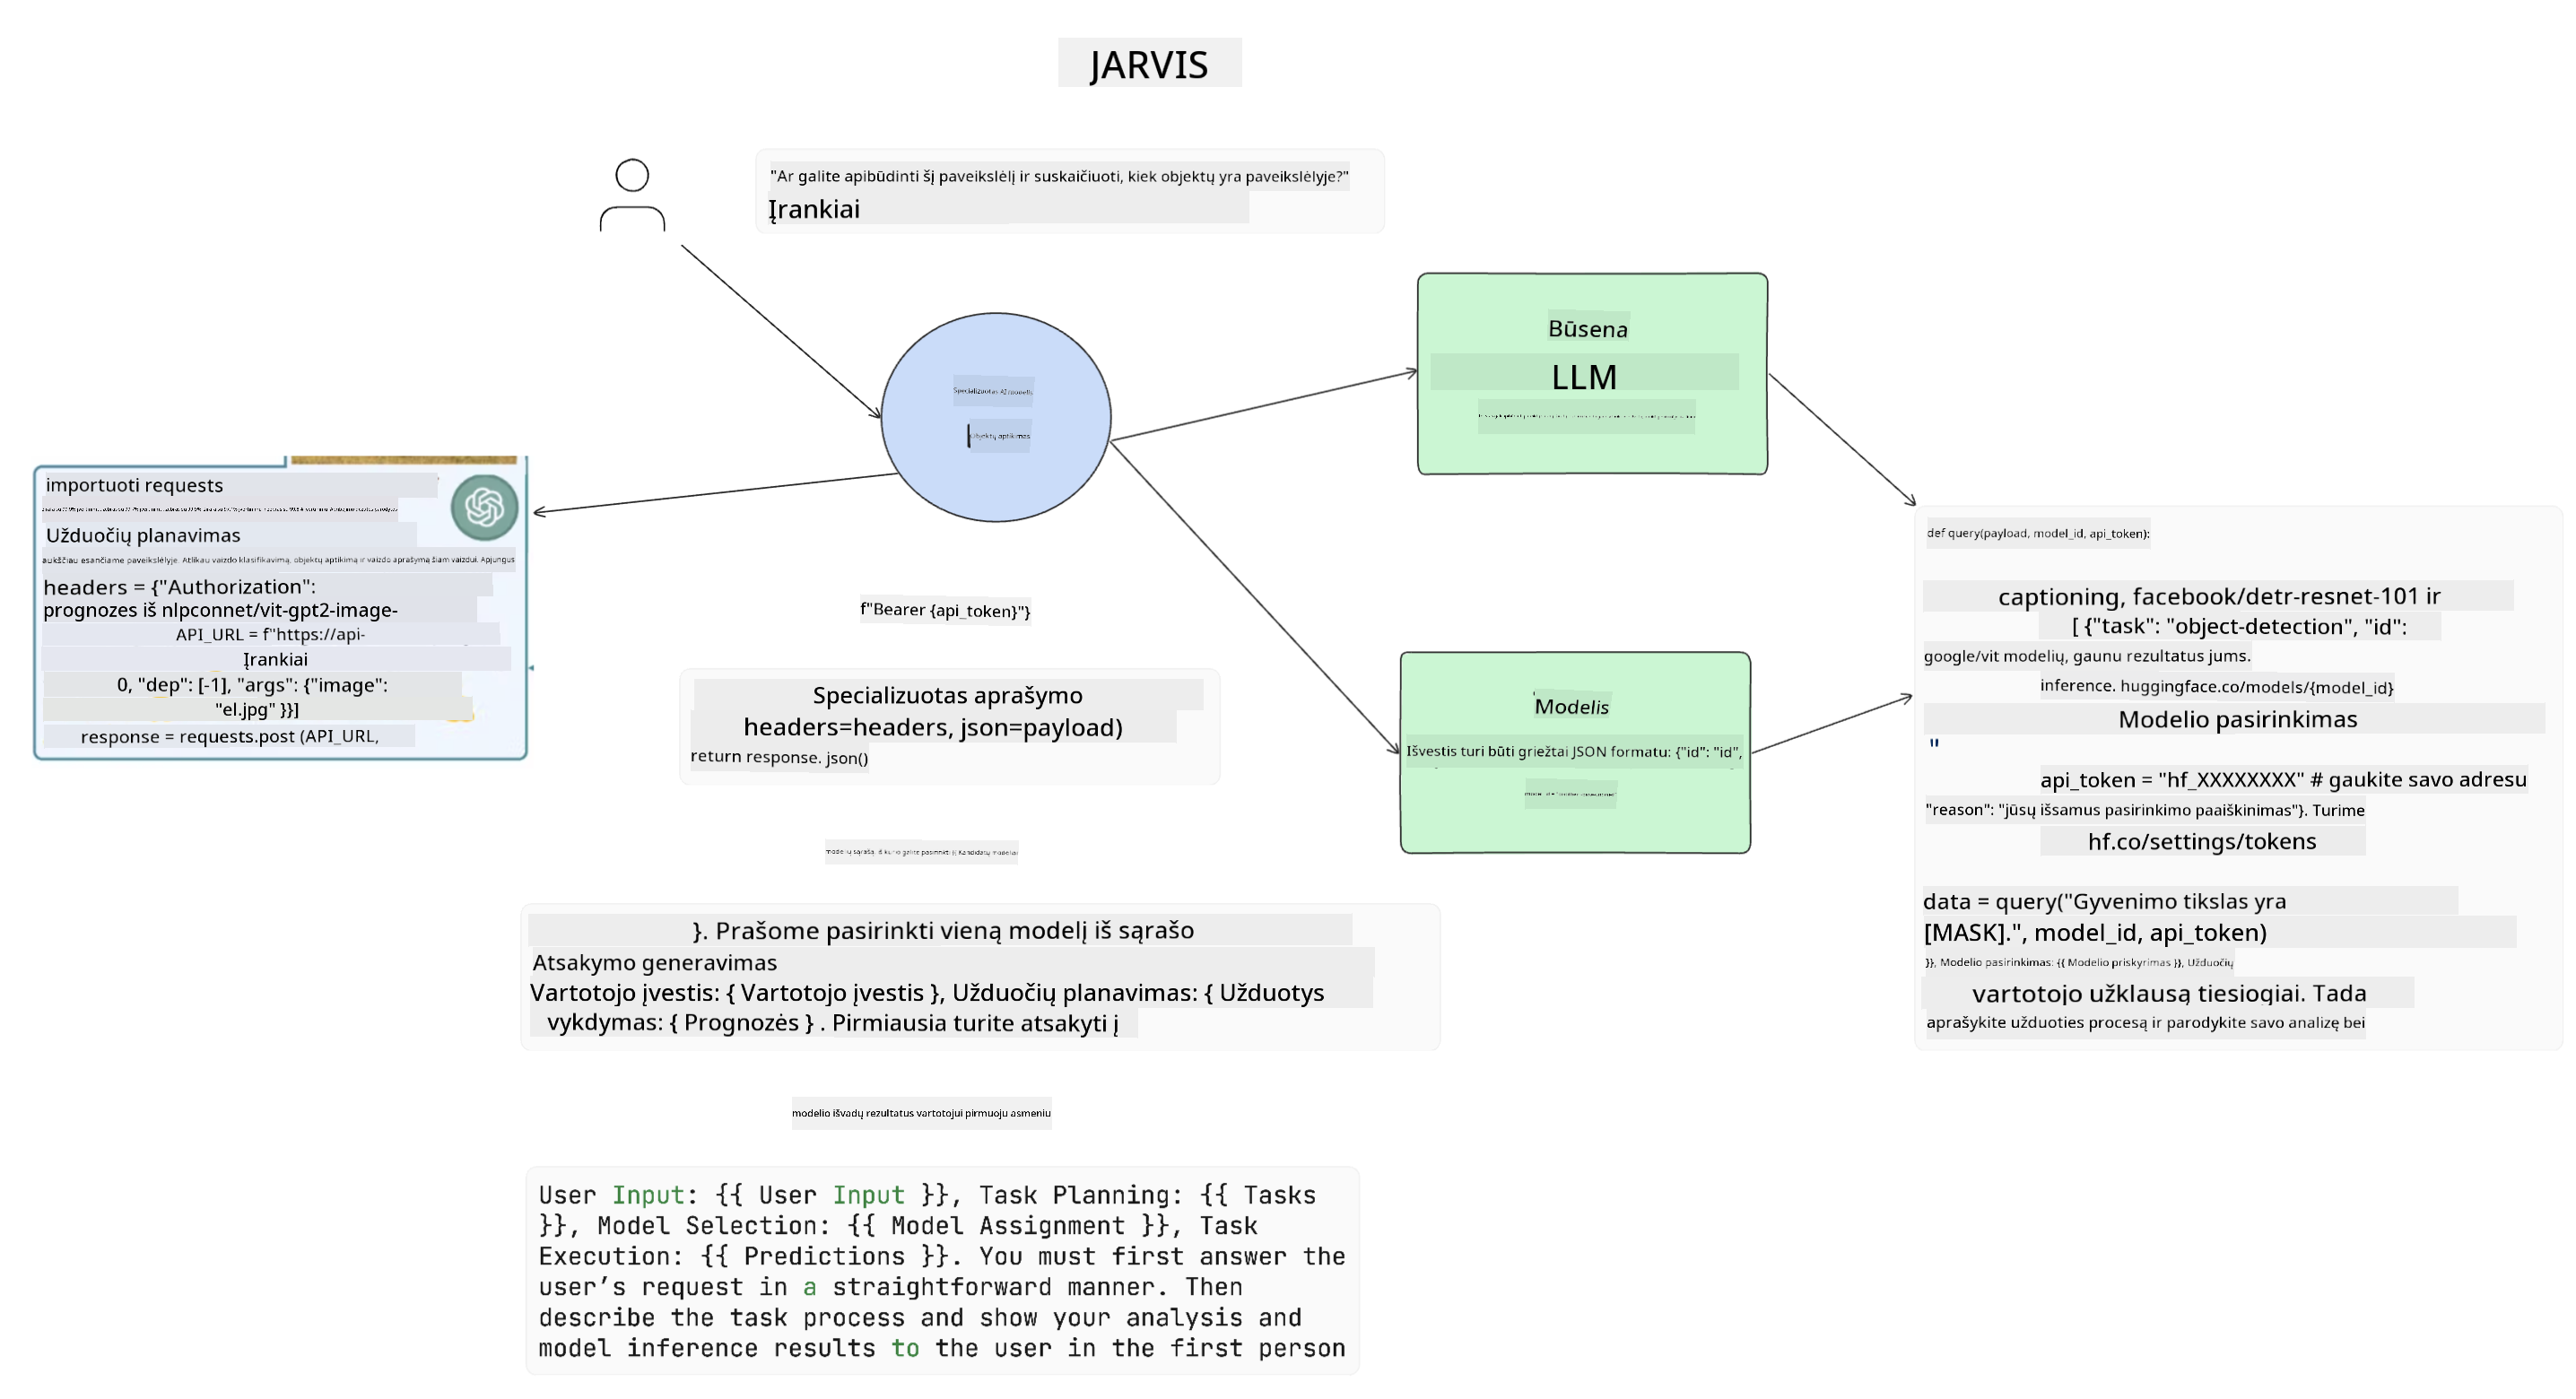 JARVIS
"Ar galite apibūdinti šį paveikslėlį ir suskaičiuoti, kiek objektų yra paveikslėlyje?"
Įrankiai
Specializuotas AI modelis
Objektų aptikimas
Būsena
LLM
importuoti requests
Užduočių planavimas
aukščiau esančiame paveikslėlyje. Atlikau vaizdo klasifikavimą, objektų aptikimą ir vaizdo aprašymą šiam vaizdui. Apjungus
headers = {"Authorization":
prognozes iš nlpconnet/vit-gpt2-image-
API_URL = f"https://api-
Įrankiai
0, "dep": [-1], "args": {"image":
"el.jpg" }}]
response = requests.post (API_URL,
f"Bearer {api_token}"}
Specializuotas aprašymo
headers=headers, json=payload)
return response. json()
Modelis
Išvestis turi būti griežtai JSON formatu: {"id": "id",
def query(payload, model_id, api_token):
captioning, facebook/detr-resnet-101 ir
[ {"task": "object-detection", "id":
google/vit modelių, gaunu rezultatus jums.
inference. huggingface.co/models/{model_id}
Modelio pasirinkimas
"
api_token = "hf_XXXXXXXX" # gaukite savo adresu
"reason": "jūsų išsamus pasirinkimo paaiškinimas"}. Turime
hf.co/settings/tokens
data = query("Gyvenimo tikslas yra
[MASK].", model_id, api_token)
}}, Modelio pasirinkimas: {{ Modelio priskyrimas }}, Užduočių
vartotojo užklausą tiesiogiai. Tada
aprašykite užduoties procesą ir parodykite savo analizę bei
modelių sąrašą, iš kurio galite pasirinkti {{ Kandidatų modeliai
}. Prašome pasirinkti vieną modelį iš sąrašo
Atsakymo generavimas
Vartotojo įvestis: { Vartotojo įvestis }, Užduočių planavimas: { Užduotys
vykdymas: { Prognozės } . Pirmiausia turite atsakyti į
modelio išvadų rezultatus vartotojui pirmuoju asmeniu
User Input: {{ User Input }}, Task Planning: {{ Tasks
}}, Model Selection: {{ Model Assignment }}, Task
Execution: {{ Predictions }}. You must first answer the
user’s request in a straightforward manner. Then
describe the task process and show your analysis and
model inference results to the user in the first person